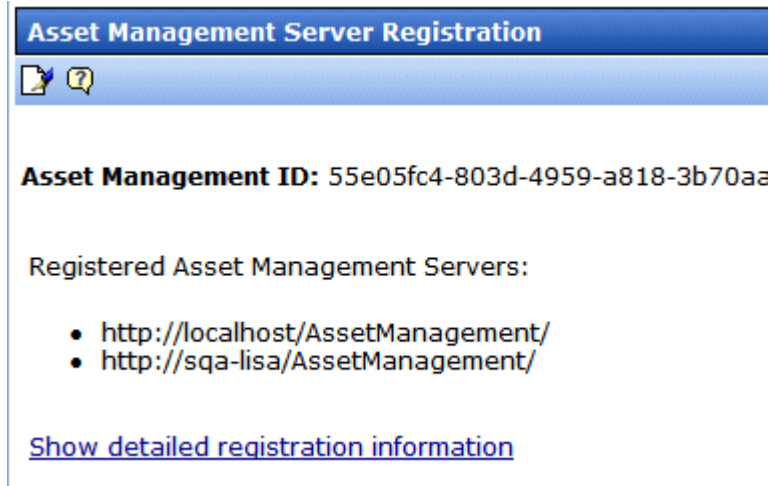 Asset Management Server Registration
Asset Management ID: 55e05fc4-803d-4959-a818-3b70aa
Registered Asset Management Servers:
• http://localhost/AssetManagement/
• http://sqa-lisa/AssetManagement/
Show detailed registration information